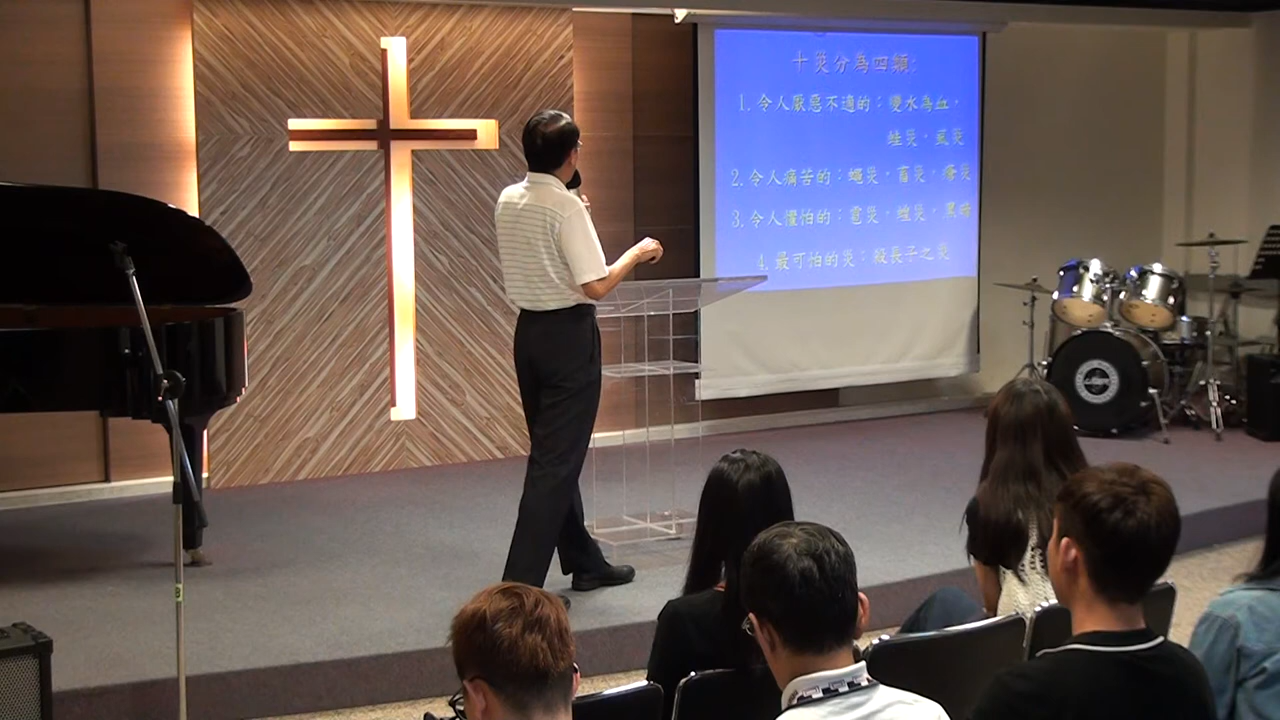 十災分為四類:
1. 令人厭惡不適的：變水為血，
蛙災，虱災
2. 令人痛苦的：蠅災，畜災，瘡災
3. 令人懼怕的：雹災，蝗災，黑暗
4. 最可怕的災：殺長子之災